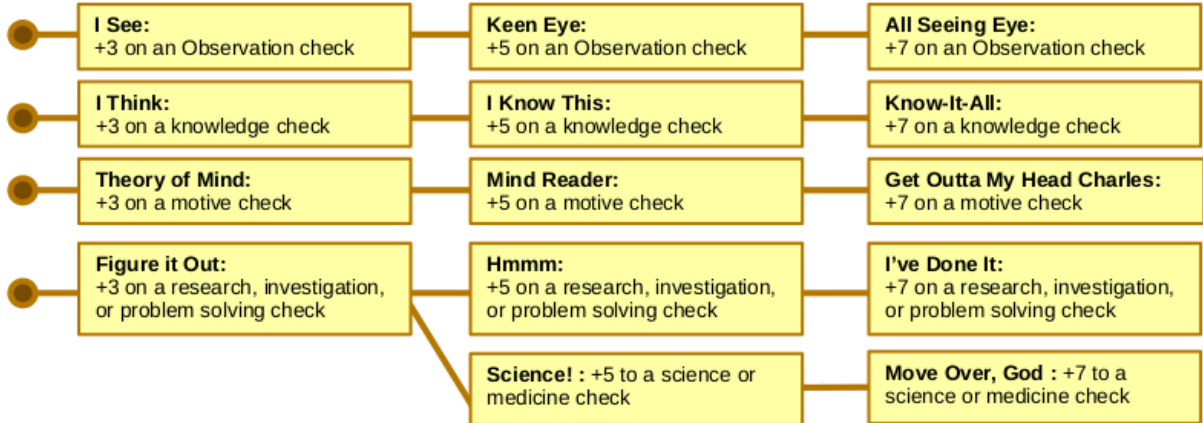 I See:
+3 on an Observation check
Keen Eye:
+5 on an Observation check
All Seeing Eye:
+7 on an Observation check
I Think:
+3 on a knowledge check
I Know This:
+5 on a knowledge check
Know-It-All:
+7 on a knowledge check
Theory of Mind:
+3 on a motive check
Mind Reader:
+5 on a motive check
Get Outta My Head Charles:
+7 on a motive check
Figure it Out:
+3 on a research, investigation,
or problem solving check
Hmmm:
+5 on a research, investigation,
or problem solving check
I’ve Done It:
+7 on a research, investigation,
or problem solving check
Science! : +5 to a science or
medicine check
Move Over, God : +7 to a
science or medicine check